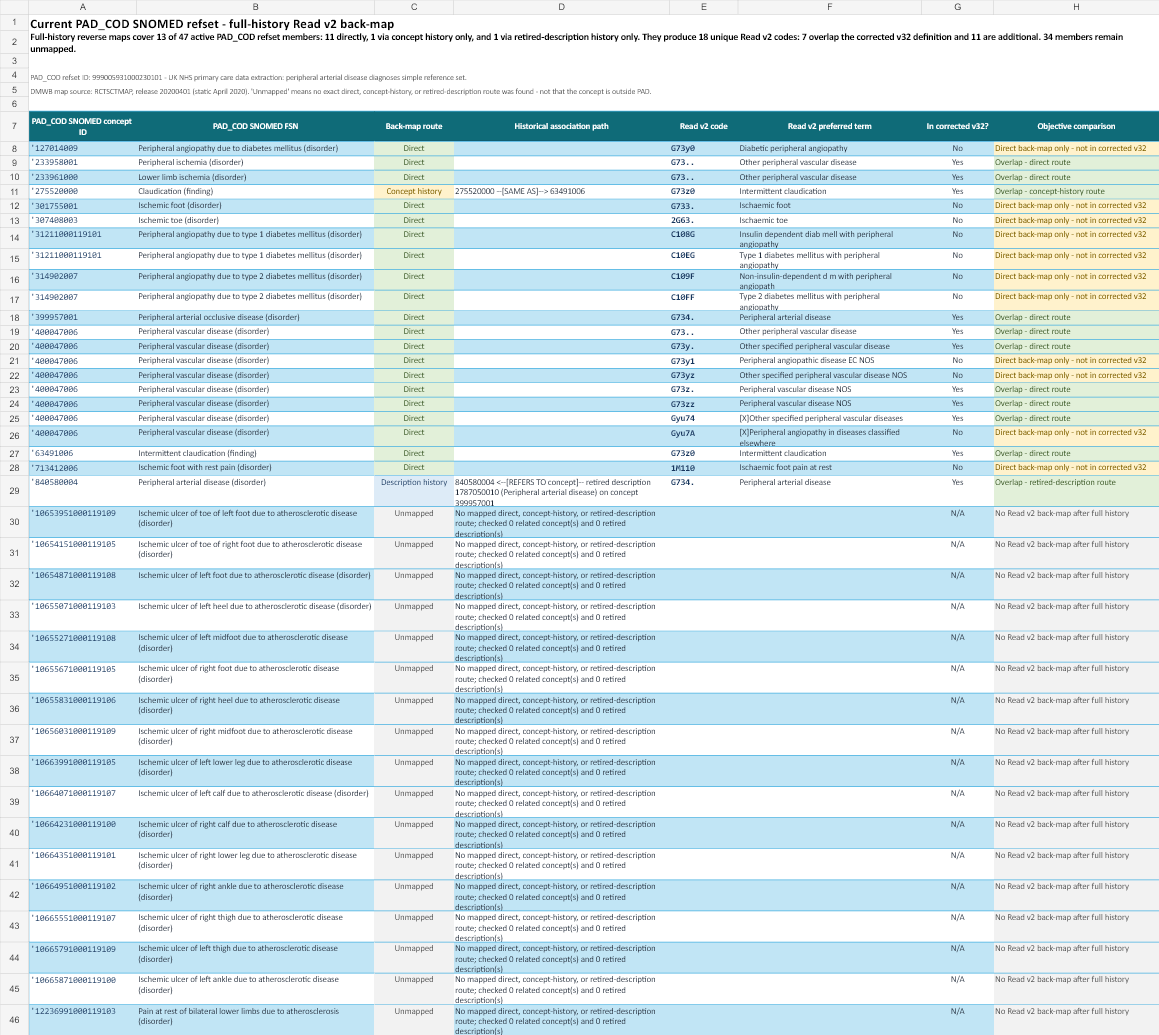 A B C D E F G H
1 Current PAD_COD SNOMED refset - full-history Read v2 back-map
2 Full-history reverse maps cover 13 of 47 active PAD_COD refset members: 11 directly, 1 via concept history only, and 1 via retired-description history only. They produce 18 unique Read v2 codes: 7 overlap the corrected v32 definition and 11 are additional. 34 members remain
unmapped.
3
4 PAD_COD refset ID: 999005931000230101 - UK NHS primary care data extraction: peripheral arterial disease diagnoses simple reference set.
5 DMWB map source: RCTSCTMAP, release 20200401 (static April 2020). 'Unmapped' means no exact direct, concept-history, or retired-description route was found - not that the concept is outside PAD.
6
7 PAD_COD SNOMED concept ID PAD_COD SNOMED FSN Back-map route Historical association path Read v2 code Read v2 preferred term In corrected v32? Objective comparison
8 '127014009 Peripheral angiopathy due to diabetes mellitus (disorder) Direct G73y0 Diabetic peripheral angiopathy No Direct back-map only - not in corrected v32
9 '233958001 Peripheral ischemia (disorder) Direct G73.. Other peripheral vascular disease Yes Overlap - direct route
10 '233961000 Lower limb ischemia (disorder) Direct G73.. Other peripheral vascular disease Yes Overlap - direct route
11 '275520000 Claudication (finding) Concept history 275520000 --[SAME AS]--> 63491006 G73z0 Intermittent claudication Yes Overlap - concept-history route
12 '301755001 Ischemic foot (disorder) Direct G733. Ischaemic foot No Direct back-map only - not in corrected v32
13 '307408003 Ischemic toe (disorder) Direct 2G63. Ischaemic toe No Direct back-map only - not in corrected v32
14 '31211000119101 Peripheral angiopathy due to type 1 diabetes mellitus (disorder) Direct C108G Insulin dependent diab mell with peripheral angiopathy No Direct back-map only - not in corrected v32
15 '31211000119101 Peripheral angiopathy due to type 1 diabetes mellitus (disorder) Direct C10EG Type 1 diabetes mellitus with peripheral angiopathy No Direct back-map only - not in corrected v32
16 '314902007 Peripheral angiopathy due to type 2 diabetes mellitus (disorder) Direct C109F Non-insulin-dependent d m with peripheral angiopath No Direct back-map only - not in corrected v32
17 '314902007 Peripheral angiopathy due to type 2 diabetes mellitus (disorder) Direct C10FF Type 2 diabetes mellitus with peripheral angiopathy No Direct back-map only - not in corrected v32
18 '399957001 Peripheral arterial occlusive disease (disorder) Direct G734. Peripheral arterial disease Yes Overlap - direct route
19 '400047006 Peripheral vascular disease (disorder) Direct G73.. Other peripheral vascular disease Yes Overlap - direct route
20 '400047006 Peripheral vascular disease (disorder) Direct G73y. Other specified peripheral vascular disease Yes Overlap - direct route
21 '400047006 Peripheral vascular disease (disorder) Direct G73y1 Peripheral angiopathic disease EC NOS No Direct back-map only - not in corrected v32
22 '400047006 Peripheral vascular disease (disorder) Direct G73yz Other specified peripheral vascular disease NOS No Direct back-map only - not in corrected v32
23 '400047006 Peripheral vascular disease (disorder) Direct G73z. Peripheral vascular disease NOS Yes Overlap - direct route
24 '400047006 Peripheral vascular disease (disorder) Direct G73zz Peripheral vascular disease NOS Yes Overlap - direct route
25 '400047006 Peripheral vascular disease (disorder) Direct Gyu74 [X]Other specified peripheral vascular diseases Yes Overlap - direct route
26 '400047006 Peripheral vascular disease (disorder) Direct Gyu7A [X]Peripheral angiopathy in diseases classified elsewhere No Direct back-map only - not in corrected v32
27 '63491006 Intermittent claudication (finding) Direct G73z0 Intermittent claudication Yes Overlap - direct route
28 '713412006 Ischemic foot with rest pain (disorder) Direct 1M110 Ischaemic foot pain at rest No Direct back-map only - not in corrected v32
29 '840580004 Peripheral arterial disease (disorder) Description history 840580004 <--[REFERS TO concept]-- retired description 1787050010 (Peripheral arterial disease) on concept 399957001 G734. Peripheral arterial disease Yes Overlap - retired-description route
30 '10653951000119109 Ischemic ulcer of toe of left foot due to atherosclerotic disease (disorder) Unmapped No mapped direct, concept-history, or retired-description route; checked 0 related concept(s) and 0 retired description(s) N/A No Read v2 back-map after full history
31 '10654151000119105 Ischemic ulcer of toe of right foot due to atherosclerotic disease (disorder) Unmapped No mapped direct, concept-history, or retired-description route; checked 0 related concept(s) and 0 retired description(s) N/A No Read v2 back-map after full history
32 '10654871000119108 Ischemic ulcer of left foot due to atherosclerotic disease (disorder) Unmapped No mapped direct, concept-history, or retired-description route; checked 0 related concept(s) and 0 retired description(s) N/A No Read v2 back-map after full history
33 '10655071000119103 Ischemic ulcer of left heel due to atherosclerotic disease (disorder) Unmapped No mapped direct, concept-history, or retired-description route; checked 0 related concept(s) and 0 retired description(s) N/A No Read v2 back-map after full history
34 '10655271000119108 Ischemic ulcer of left midfoot due to atherosclerotic disease (disorder) Unmapped No mapped direct, concept-history, or retired-description route; checked 0 related concept(s) and 0 retired description(s) N/A No Read v2 back-map after full history
35 '10655671000119105 Ischemic ulcer of right foot due to atherosclerotic disease (disorder) Unmapped No mapped direct, concept-history, or retired-description route; checked 0 related concept(s) and 0 retired description(s) N/A No Read v2 back-map after full history
36 '10655831000119106 Ischemic ulcer of right heel due to atherosclerotic disease (disorder) Unmapped No mapped direct, concept-history, or retired-description route; checked 0 related concept(s) and 0 retired description(s) N/A No Read v2 back-map after full history
37 '10656031000119109 Ischemic ulcer of right midfoot due to atherosclerotic disease (disorder) Unmapped No mapped direct, concept-history, or retired-description route; checked 0 related concept(s) and 0 retired description(s) N/A No Read v2 back-map after full history
38 '10663991000119105 Ischemic ulcer of left lower leg due to atherosclerotic disease (disorder) Unmapped No mapped direct, concept-history, or retired-description route; checked 0 related concept(s) and 0 retired description(s) N/A No Read v2 back-map after full history
39 '10664071000119107 Ischemic ulcer of left calf due to atherosclerotic disease (disorder) Unmapped No mapped direct, concept-history, or retired-description route; checked 0 related concept(s) and 0 retired description(s) N/A No Read v2 back-map after full history
40 '10664231000119100 Ischemic ulcer of right calf due to atherosclerotic disease (disorder) Unmapped No mapped direct, concept-history, or retired-description route; checked 0 related concept(s) and 0 retired description(s) N/A No Read v2 back-map after full history
41 '10664351000119101 Ischemic ulcer of right lower leg due to atherosclerotic disease (disorder) Unmapped No mapped direct, concept-history, or retired-description route; checked 0 related concept(s) and 0 retired description(s) N/A No Read v2 back-map after full history
42 '10664951000119102 Ischemic ulcer of right ankle due to atherosclerotic disease (disorder) Unmapped No mapped direct, concept-history, or retired-description route; checked 0 related concept(s) and 0 retired description(s) N/A No Read v2 back-map after full history
43 '10665551000119107 Ischemic ulcer of right thigh due to atherosclerotic disease (disorder) Unmapped No mapped direct, concept-history, or retired-description route; checked 0 related concept(s) and 0 retired description(s) N/A No Read v2 back-map after full history
44 '10665791000119109 Ischemic ulcer of left thigh due to atherosclerotic disease (disorder) Unmapped No mapped direct, concept-history, or retired-description route; checked 0 related concept(s) and 0 retired description(s) N/A No Read v2 back-map after full history
45 '10665871000119100 Ischemic ulcer of left ankle due to atherosclerotic disease (disorder) Unmapped No mapped direct, concept-history, or retired-description route; checked 0 related concept(s) and 0 retired description(s) N/A No Read v2 back-map after full history
46 '12236991000119103 Pain at rest of bilateral lower limbs due to atherosclerosis (disorder) Unmapped No mapped direct, concept-history, or retired-description route; checked 0 related concept(s) and 0 retired description(s) N/A No Read v2 back-map after full history